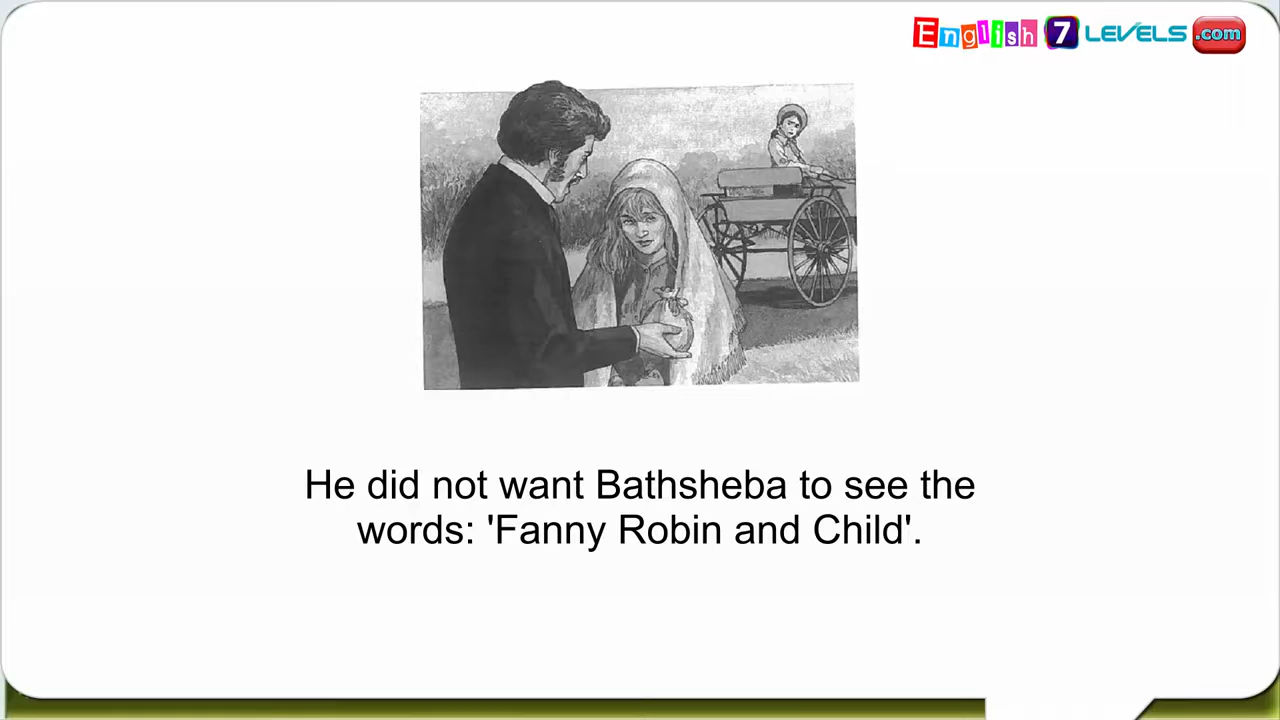 English 7 LEVELS .com
He did not want Bathsheba to see the
words: 'Fanny Robin and Child'.